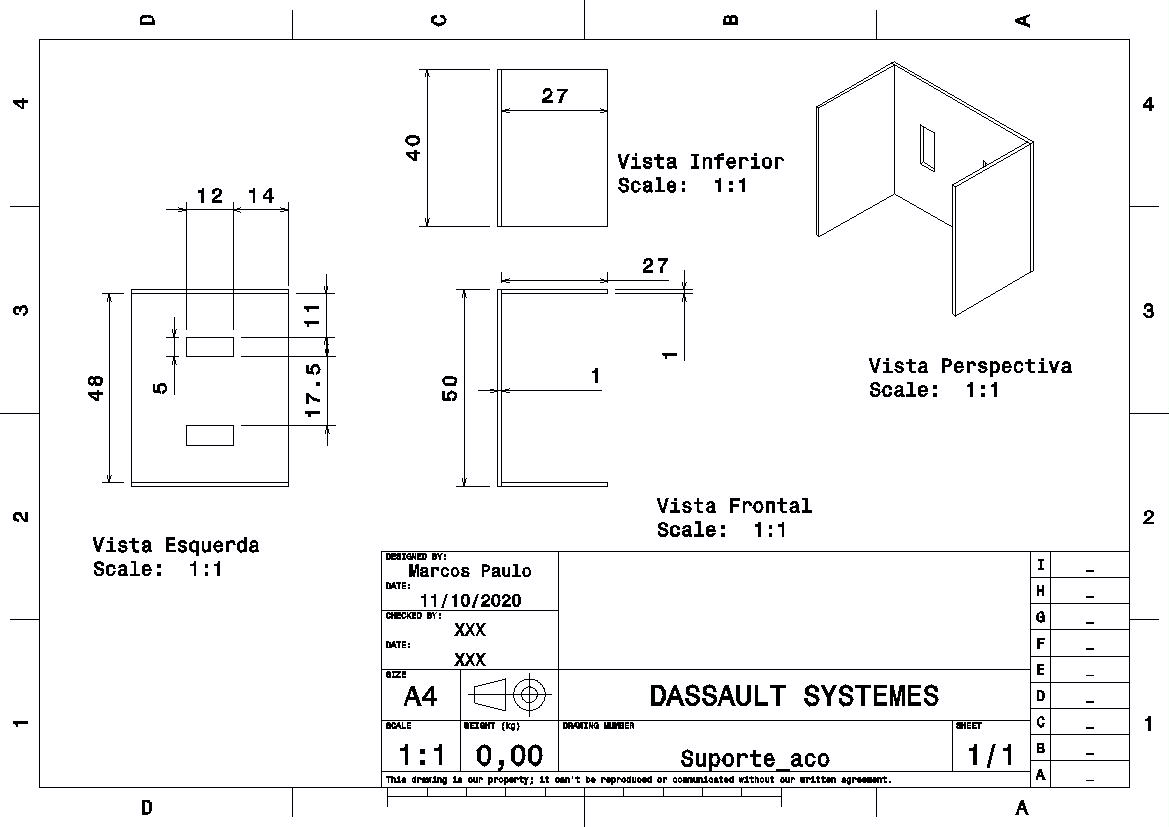 D C B A
4 4
27
40
Vista Inferior
Scale: 1:1
12 14
27
3 3
11
1
48
5
17.5
50
1
Vista Perspectiva
Scale: 1:1
2 2
Vista Frontal
Scale: 1:1
Vista Esquerda
Scale: 1:1
DESIGNED BY:
Marcos Paulo
DATE:
11/10/2020
CHECKED BY:
XXX
DATE:
XXX
SIZE
A4
DASSAULT SYSTEMES
SCALE
1:1
WEIGHT (kg)
0,00
DRAWING NUMBER
Suporte_aco
SHEET
1/1
This drawing is our property; it can't be reproduced or communicated without our written agreement.
I _
H _
G _
F _
E _
D _
C _
B _
A _
1 1
D A